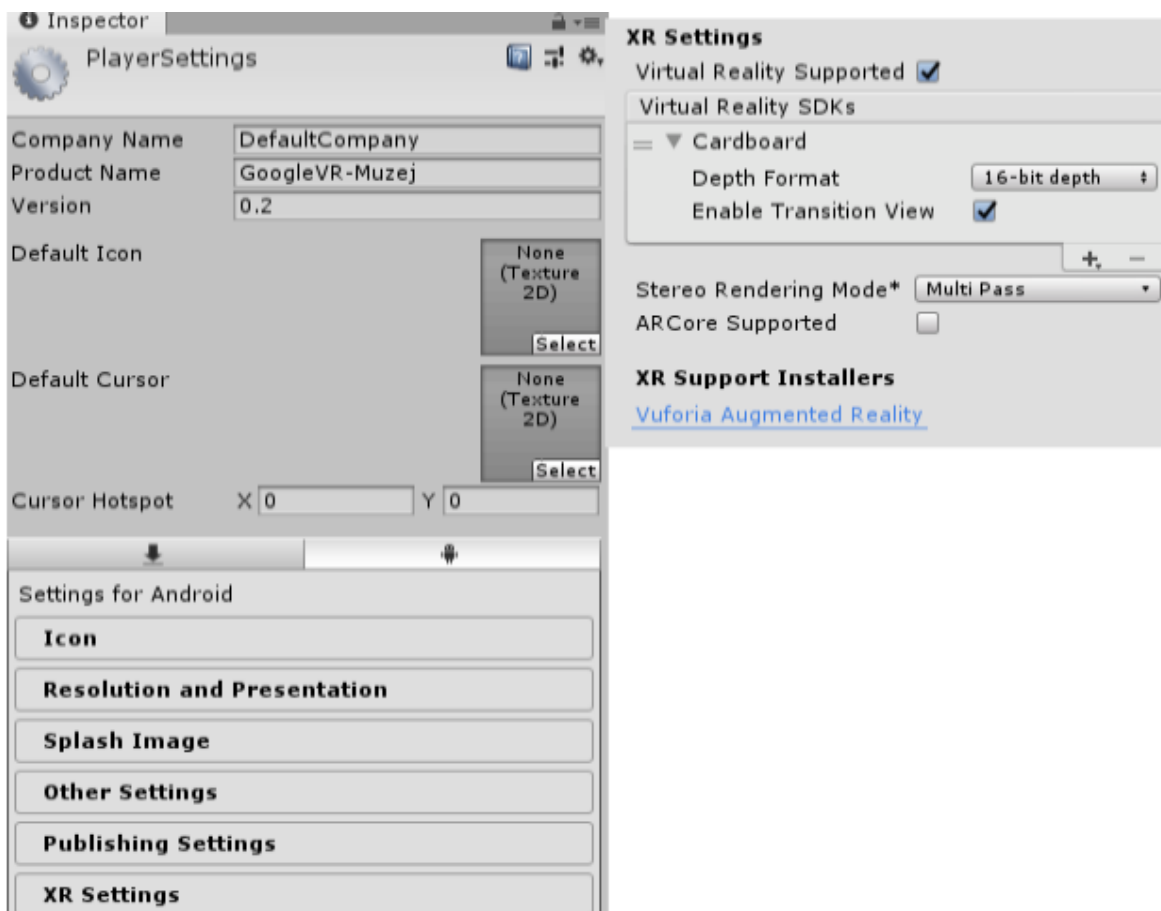 Inspector
PlayerSettings
Company Name DefaultCompany
Product Name GoogleVR-Muzej
Version 0.2
Default Icon
None
(Texture
2D)
Select
Default Cursor
None
(Texture
2D)
Select
Cursor Hotspot X 0 Y 0
Settings for Android
Icon
Resolution and Presentation
Splash Image
Other Settings
Publishing Settings
XR Settings
XR Settings
Virtual Reality Supported
Virtual Reality SDKs
Cardboard
Depth Format 16-bit depth
Enable Transition View
Stereo Rendering Mode* Multi Pass
ARCore Supported
XR Support Installers
Vuforia Augmented Reality